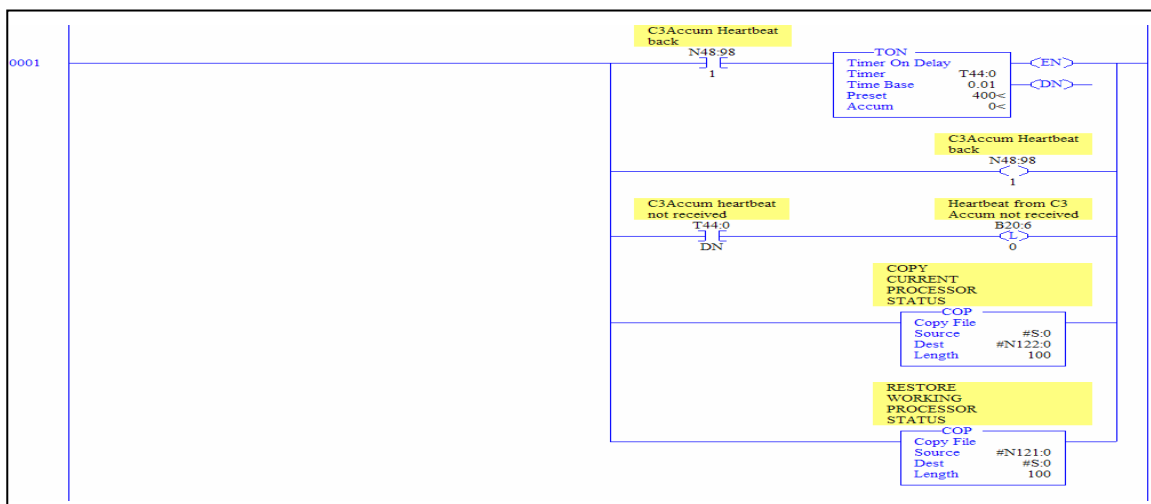 C3Accum Heartbeat
back
N48:98
1
0001
TON
Timer On Delay
Timer T44:0
Time Base 0.01
Preset 400<
Accum 0<
EN
DN
C3Accum Heartbeat
back
N48:98
1
C3Accum heartbeat
not received
T44:0
DN
Heartbeat from C3
Accum not received
B20:6
L
0
COPY
CURRENT
PROCESSOR
STATUS
COP
Copy File
Source #S:0
Dest #N122:0
Length 100
RESTORE
WORKING
PROCESSOR
STATUS
COP
Copy File
Source #N121:0
Dest #S:0
Length 100